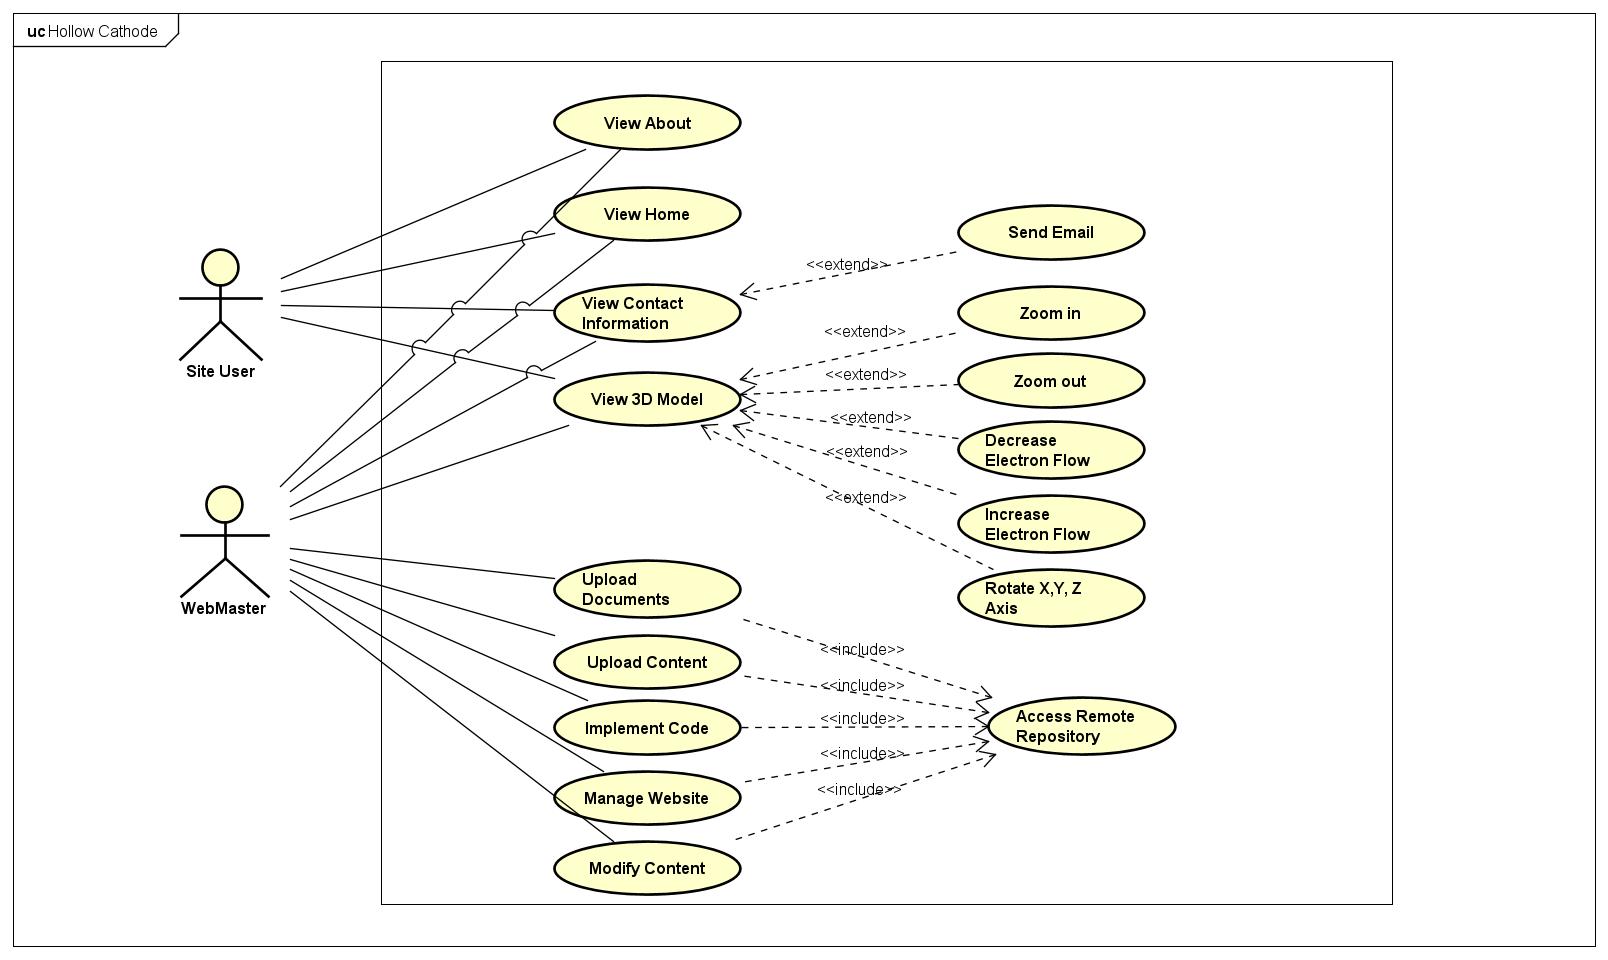 uc Hollow Cathode
View About
View Home
Send Email
<<extend>>
View Contact
Information
Zoom in
<<extend>>
Site User
<<extend>>
Zoom out
View 3D Model
<<extend>>
Decrease
Electron Flow
<<extend>>
<<extend>>
Increase
Electron Flow
WebMaster
Upload
Documents
Rotate X,Y, Z
Axis
<<include>>
Upload Content
<<include>>
<<include>>
Access Remote
Repository
Implement Code
<<include>>
Manage Website
<<include>>
Modify Content